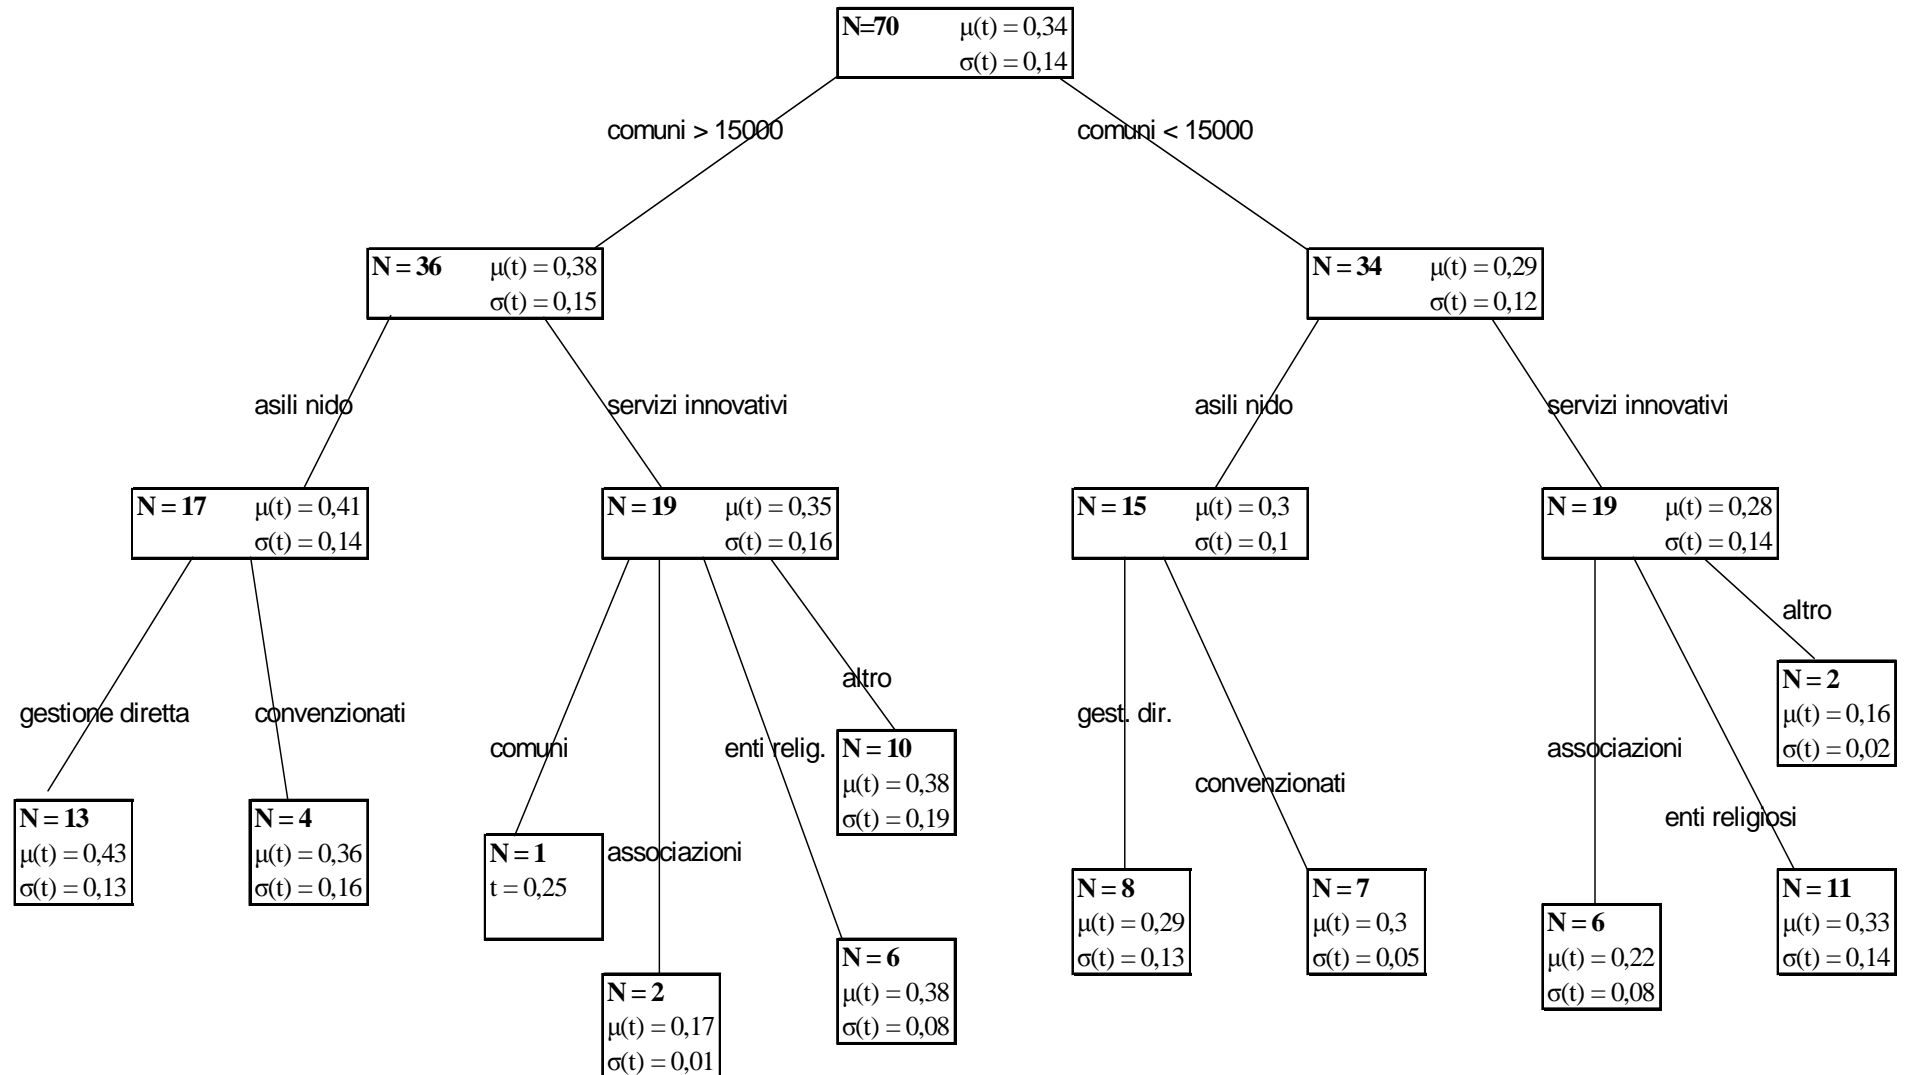 N=70 μ(t) = 0,34
σ(t) = 0,14
comuni > 15000
comuni < 15000
N = 36 μ(t) = 0,38
σ(t) = 0,15
N = 34 μ(t) = 0,29
σ(t) = 0,12
asili nido
servizi innovativi
asili nido
servizi innovativi
N = 17 μ(t) = 0,41
σ(t) = 0,14
N = 19 μ(t) = 0,35
σ(t) = 0,16
N = 15 μ(t) = 0,3
σ(t) = 0,1
N = 19 μ(t) = 0,28
σ(t) = 0,14
gestione diretta
convenzionati
comuni
associazioni
enti relig.
altro
gest. dir.
convenzionati
associazioni
enti religiosi
altro
N = 13
μ(t) = 0,43
σ(t) = 0,13
N = 4
μ(t) = 0,36
σ(t) = 0,16
N = 1
t = 0,25
N = 2
μ(t) = 0,17
σ(t) = 0,01
N = 6
μ(t) = 0,38
σ(t) = 0,08
N = 10
μ(t) = 0,38
σ(t) = 0,19
N = 8
μ(t) = 0,29
σ(t) = 0,13
N = 7
μ(t) = 0,3
σ(t) = 0,05
N = 6
μ(t) = 0,22
σ(t) = 0,08
N = 11
μ(t) = 0,33
σ(t) = 0,14
N = 2
μ(t) = 0,16
σ(t) = 0,02